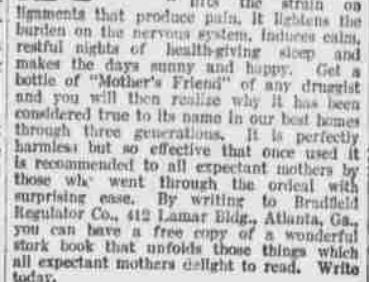 the strain on
ligaments that produce pain. It lightens the
burden on the nervous system, induces calm,
restful nights of health-giving sleep and
makes the days sunny and happy. Get a
bottle of "Mother's Friend" of any druggist
and you will then realize why it has been
considered true to its name in our best homes
through three generations. It is perfectly
harmless but so effective that once used it
is recommended to all expectant mothers by
those who went through the ordeal with
surprising ease. By writing to Bradfield
Regulator Co., 412 Lamar Bldg., Atlanta, Ga.,
you can have a free copy of a wonderful
stork book that unfolds those things which
all expectant mothers delight to read. Write
today.